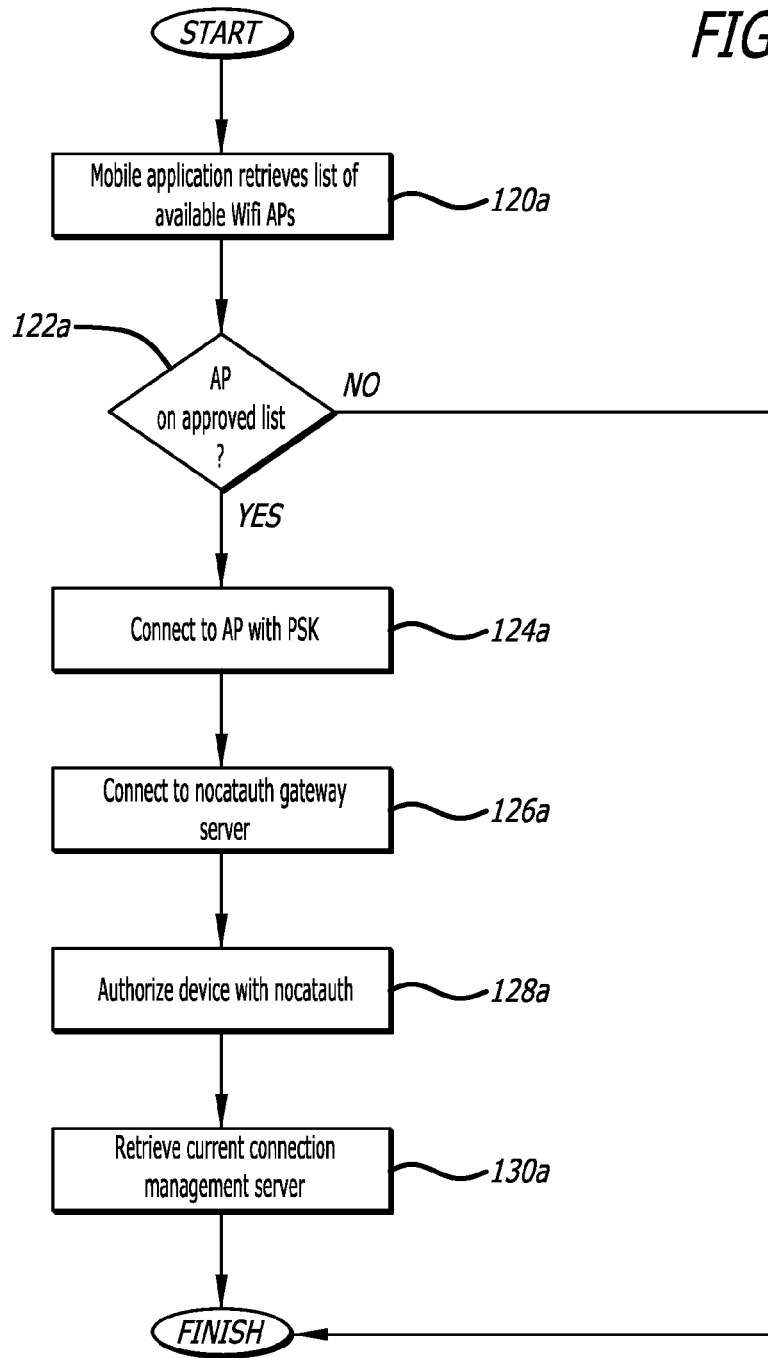 START
FIG
Mobile application retrieves list of
available Wifi APs
120a
122a
AP
on approved list
?
NO
YES
Connect to AP with PSK
124a
Connect to nocatauth gateway
server
126a
Authorize device with nocatauth
128a
Retrieve current connection
management server
130a
FINISH